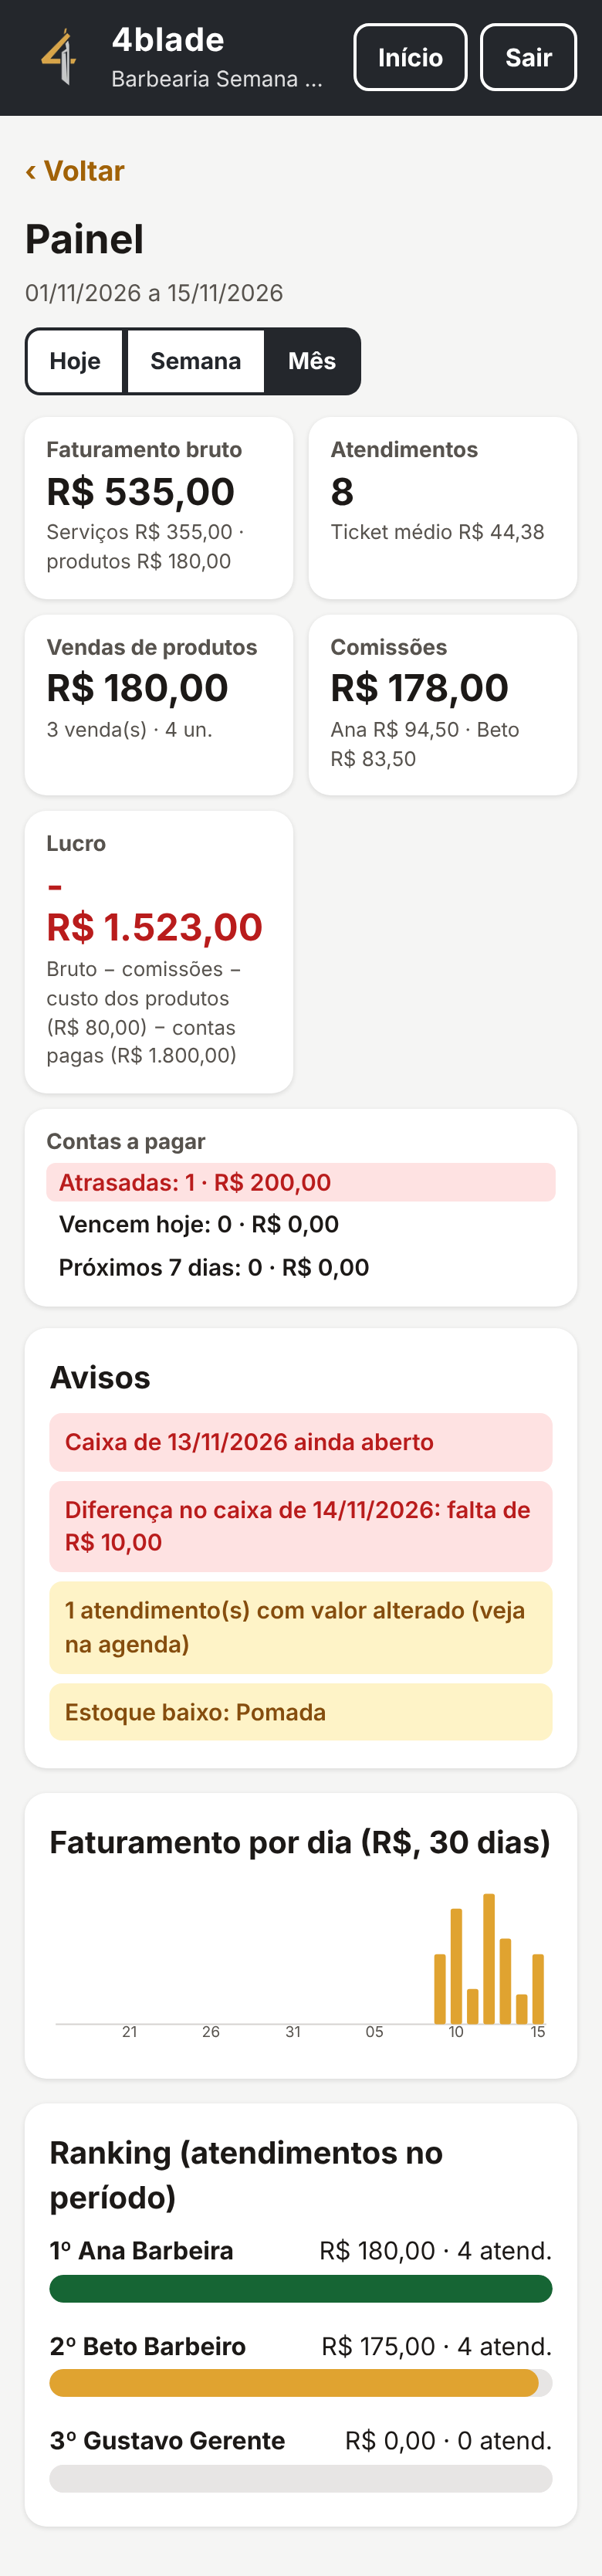 4blade
Barbearia Semana ...
Início
Sair
‹ Voltar
Painel
01/11/2026 a 15/11/2026
Hoje
Semana
Mês
Faturamento bruto
R$ 535,00
Serviços R$ 355,00 ·
produtos R$ 180,00
Atendimentos
8
Ticket médio R$ 44,38
Vendas de produtos
R$ 180,00
3 venda(s) · 4 un.
Comissões
R$ 178,00
Ana R$ 94,50 · Beto
R$ 83,50
Lucro
-
R$ 1.523,00
Bruto − comissões −
custo dos produtos
(R$ 80,00) − contas
pagas (R$ 1.800,00)
Contas a pagar
Atrasadas: 1 · R$ 200,00
Vencem hoje: 0 · R$ 0,00
Próximos 7 dias: 0 · R$ 0,00
Avisos
Caixa de 13/11/2026 ainda aberto
Diferença no caixa de 14/11/2026: falta de
R$ 10,00
1 atendimento(s) com valor alterado (veja
na agenda)
Estoque baixo: Pomada
Faturamento por dia (R$, 30 dias)
21 26 31 05 10 15
Ranking (atendimentos no
período)
1º Ana Barbeira R$ 180,00 · 4 atend.
2º Beto Barbeiro R$ 175,00 · 4 atend.
3º Gustavo Gerente R$ 0,00 · 0 atend.